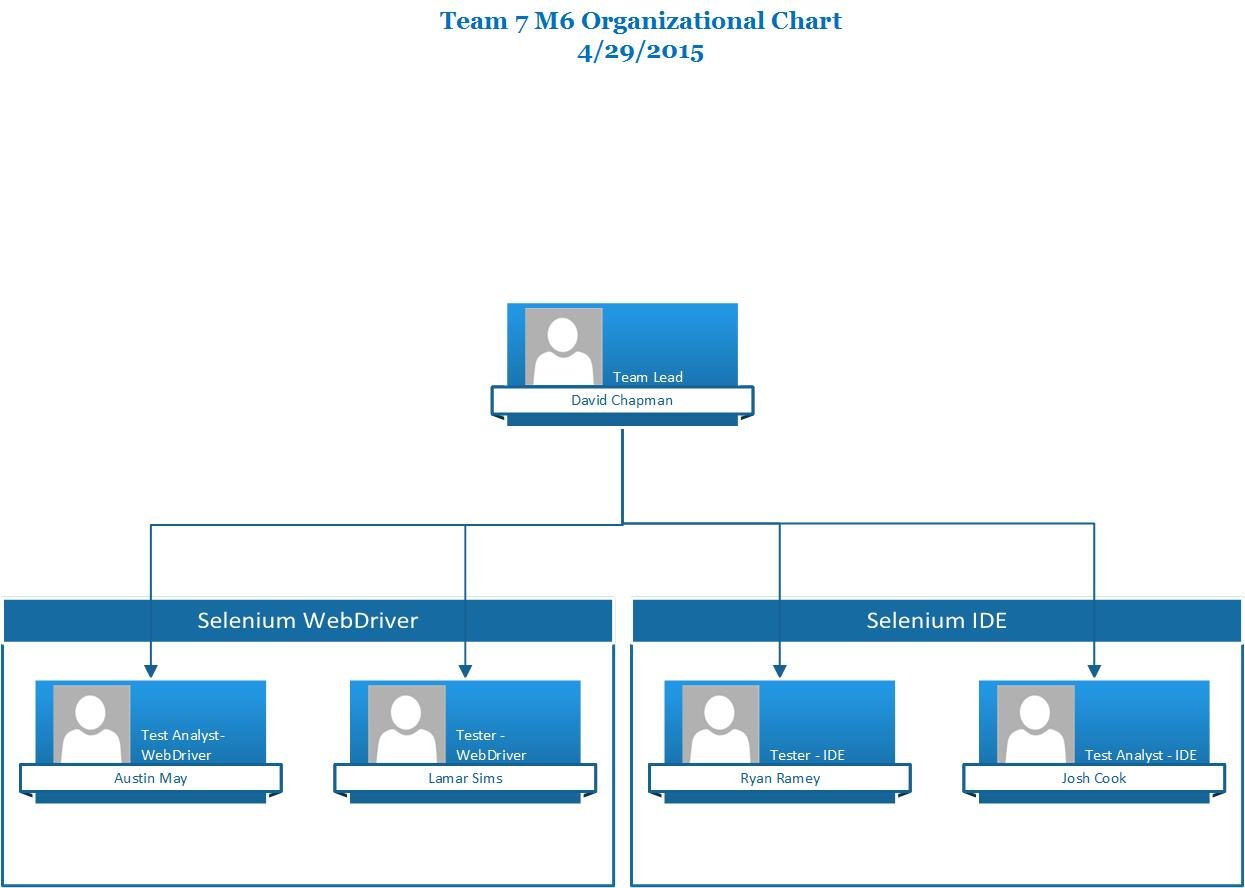 Team 7 M6 Organizational Chart
4/29/2015
Team Lead
David Chapman
Selenium WebDriver
Test Analyst-
WebDriver
Austin May
Tester -
WebDriver
Lamar Sims
Selenium IDE
Tester - IDE
Ryan Ramey
Test Analyst - IDE
Josh Cook